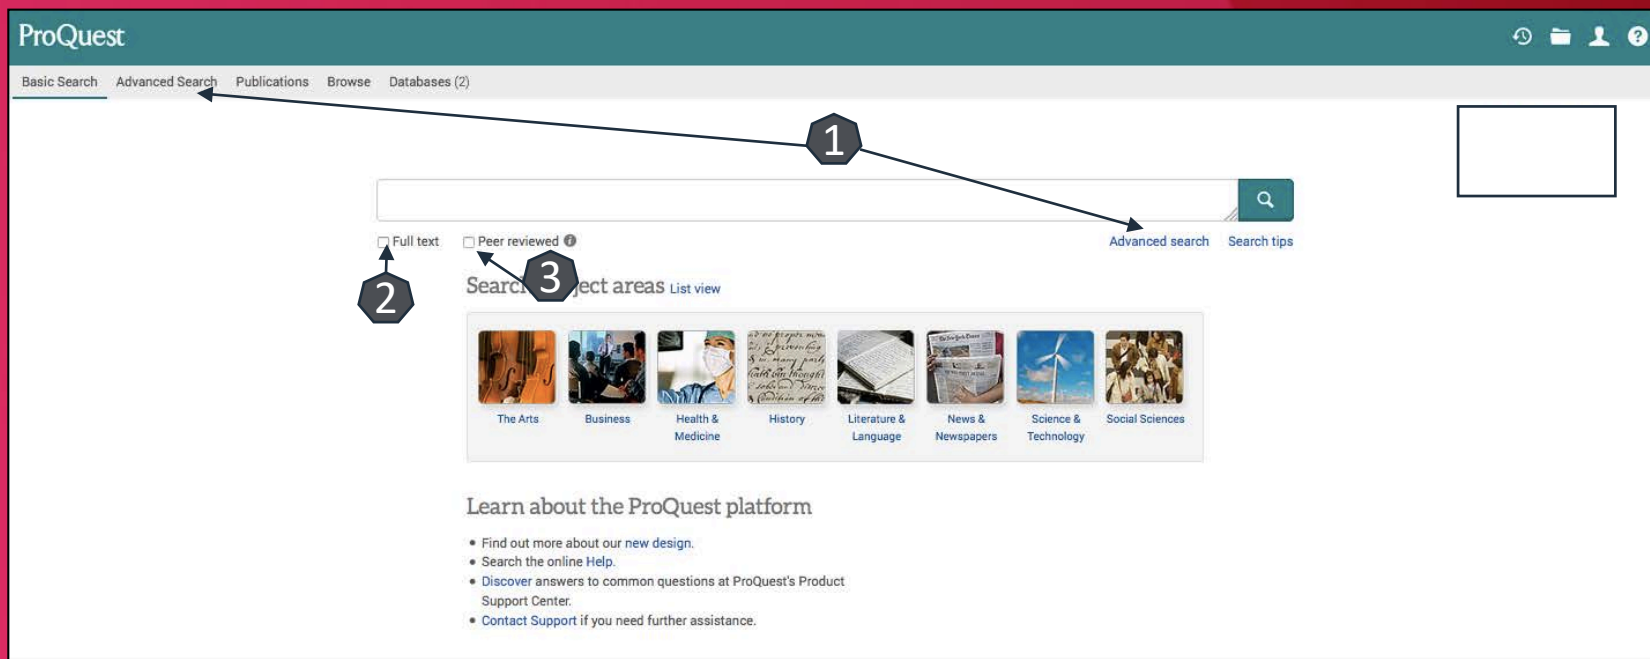 ProQuest
Basic Search Advanced Search Publications Browse Databases (2)
1
Full text Peer reviewed Advanced search Search tips
2
3
Search ject areas List view
The Arts
Business
Health &
Medicine
History
Literature &
Language
News &
Newspapers
Science &
Technology
Social Sciences
Learn about the ProQuest platform
• Find out more about our new design.
• Search the online Help.
• Discover answers to common questions at ProQuest's Product
Support Center.
• Contact Support if you need further assistance.